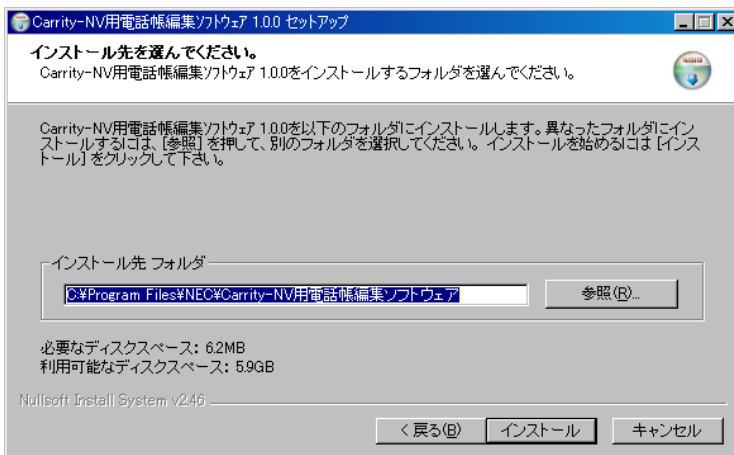 Carrity-NV用電話帳編集ソフトウェア 1.0.0 セットアップ
インストール先を選んでください。
Carrity-NV用電話帳編集ソフトウェア 1.0.0をインストールするフォルダを選んでください。
Carrity-NV用電話帳編集ソフトウェア 1.0.0を以下のフォルダにインストールします。異なったフォルダにイン
ストールするには、[参照] を押して、別のフォルダを選択してください。 インストールを始めるには [インス
トール] をクリックして下さい。
インストール先 フォルダ
C:¥Program Files¥NEC¥Carrity-NV用電話帳編集ソフトウェア
参照(R)...
必要なディスクスペース: 6.2MB
利用可能なディスクスペース: 5.9GB
Nullsoft Install System v2.46
< 戻る(B)
インストール
キャンセル